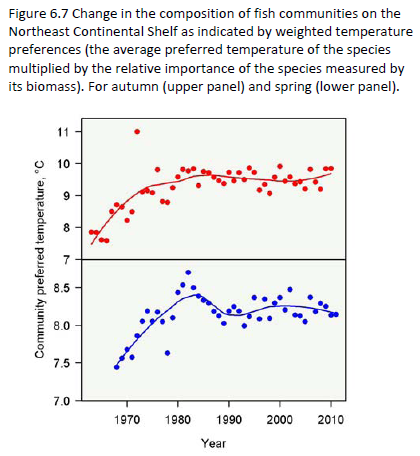 Figure 6.7 Change in the composition of fish communities on the
Northeast Continental Shelf as indicated by weighted temperature
preferences (the average preferred temperature of the species
multiplied by the relative importance of the species measured by
its biomass). For autumn (upper panel) and spring (lower panel).
Community preferred temperature, °C
11
10
9
8
7
8.5
8.0
7.5
7.0
1970 1980 1990 2000 2010
Year